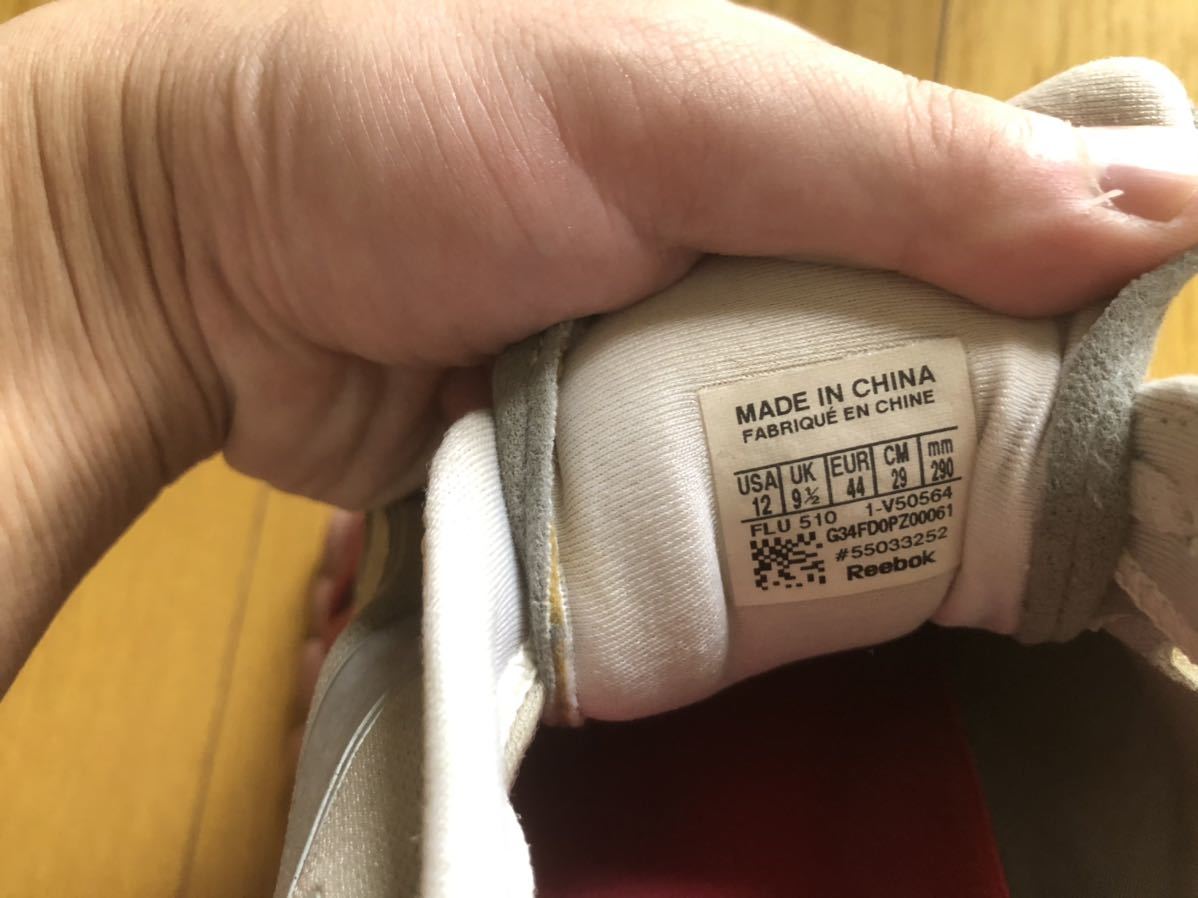 MADE IN CHINA
FABRIQUÉ EN CHINE
USA UK EUR CM mm
12 9½ 44 29 290
FLU 510 1-V50564
G34FD0PZ00061
#55033252
Reebok